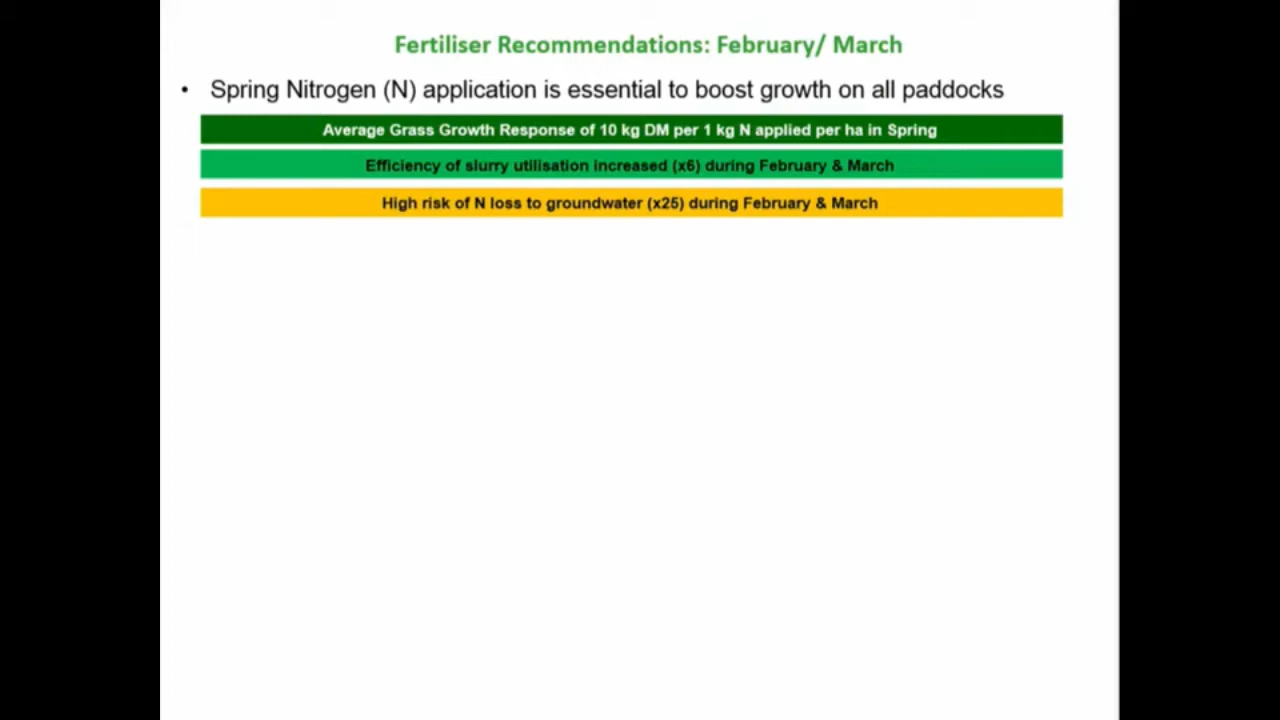 Fertiliser Recommendations: February/ March
• Spring Nitrogen (N) application is essential to boost growth on all paddocks
Average Grass Growth Response of 10 kg DM per 1 kg N applied per ha in Spring
Efficiency of slurry utilisation increased (x6) during February & March
High risk of N loss to groundwater (x25) during February & March